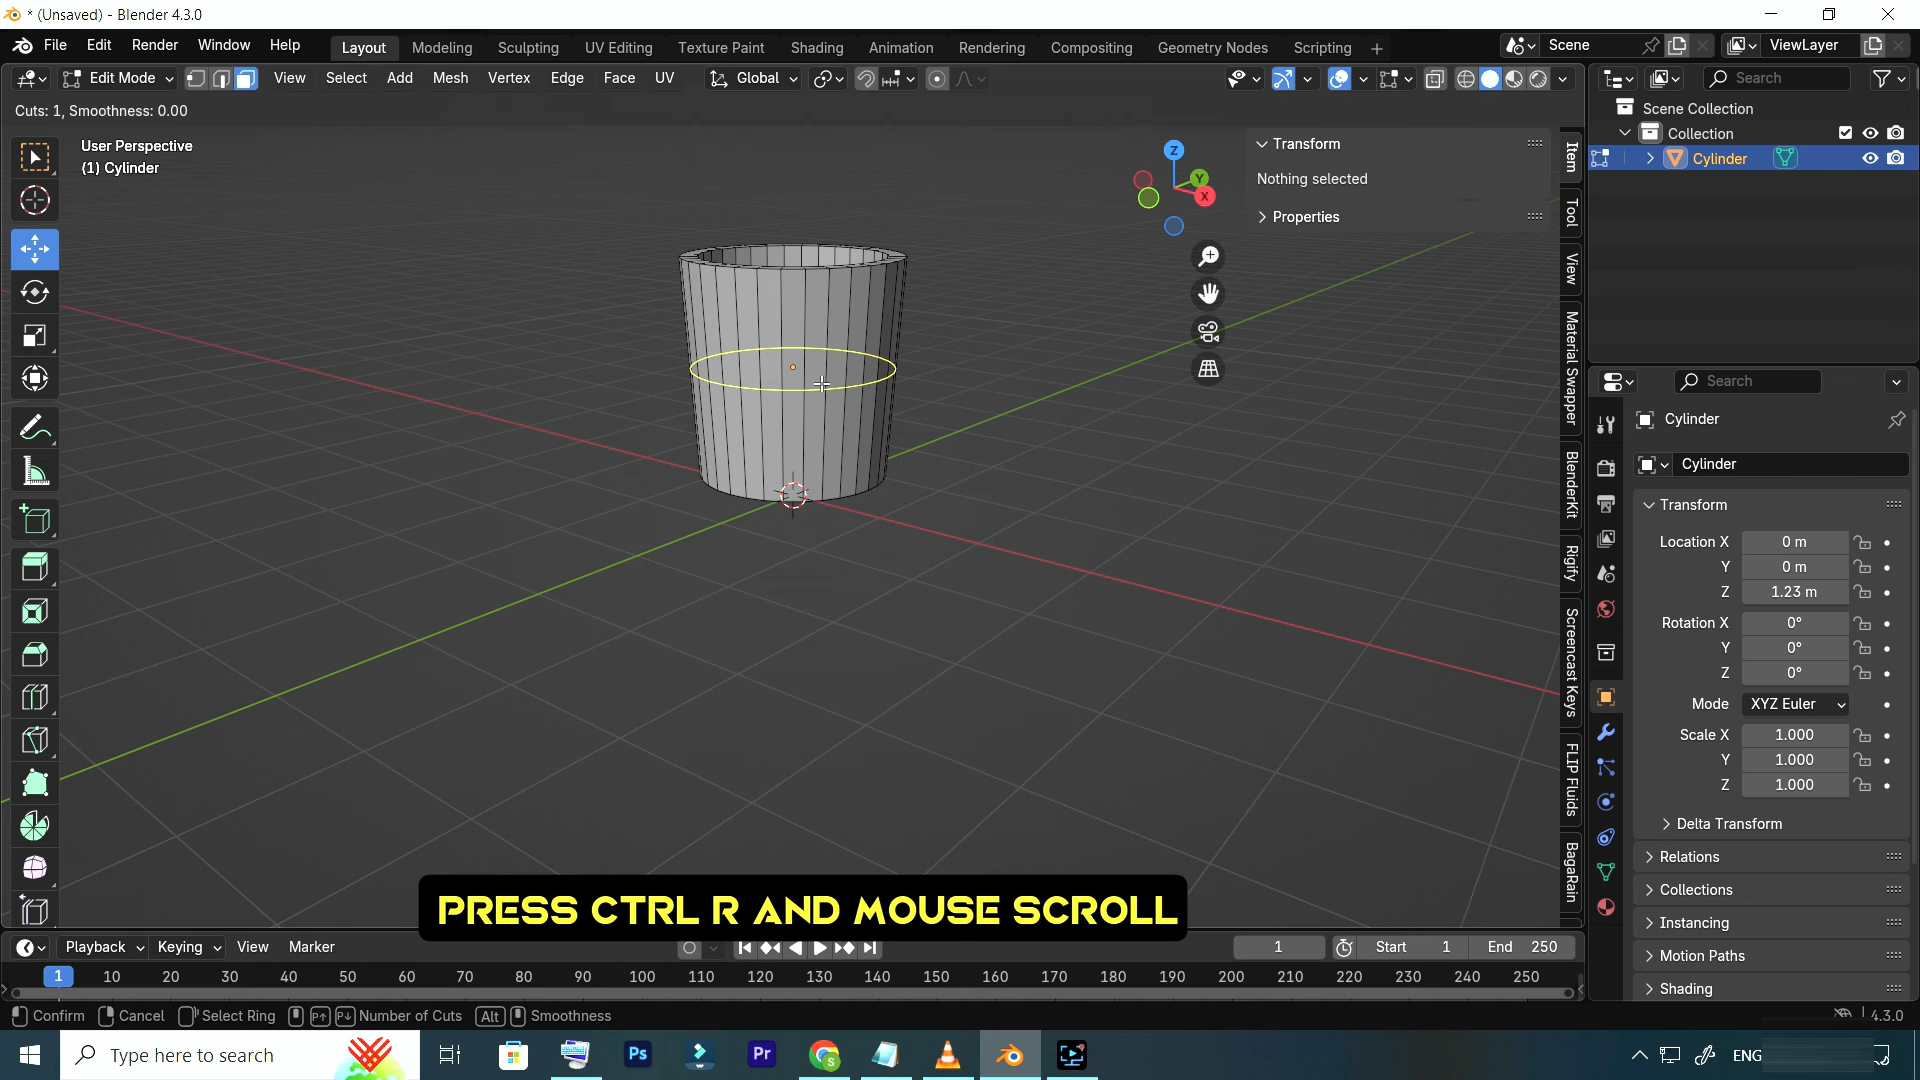 * (Unsaved) - Blender 4.3.0
File Edit Render Window Help Layout Modeling Sculpting UV Editing Texture Paint Shading Animation Rendering Compositing Geometry Nodes Scripting + Scene ViewLayer
Edit Mode View Select Add Mesh Vertex Edge Face UV Global Search
Cuts: 1, Smoothness: 0.00
User Perspective
(1) Cylinder
Z
Y
X
Transform
Nothing selected
Properties
Item
Tool
View
Material Swapper
BlenderKit
Rigify
Screencast Keys
FLIP Fluids
BagaRain
Scene Collection
Collection
Cylinder
Search
Cylinder
Cylinder
Transform
Location X 0 m
Y 0 m
Z 1.23 m
Rotation X 0°
Y 0°
Z 0°
Mode XYZ Euler
Scale X 1.000
Y 1.000
Z 1.000
Delta Transform
Relations
Collections
Instancing
Motion Paths
Shading
PRESS CTRL R AND MOUSE SCROLL
Playback Keying View Marker 1 Start 1 End 250
1 10 20 30 40 50 60 70 80 90 100 110 120 130 140 150 160 170 180 190 200 210 220 230 240 250
Confirm Cancel Select Ring Number of Cuts Alt Smoothness 4.3.0
Type here to search Ps Pr S ENG